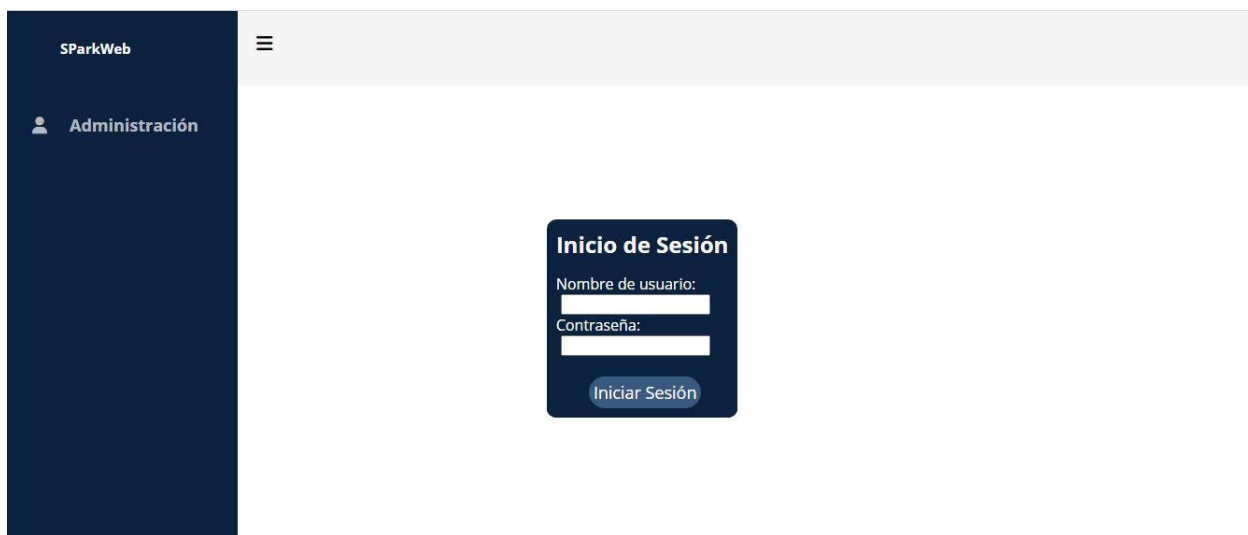 SParkWeb
Administración
Inicio de Sesión
Nombre de usuario:
Contraseña:
Iniciar Sesión